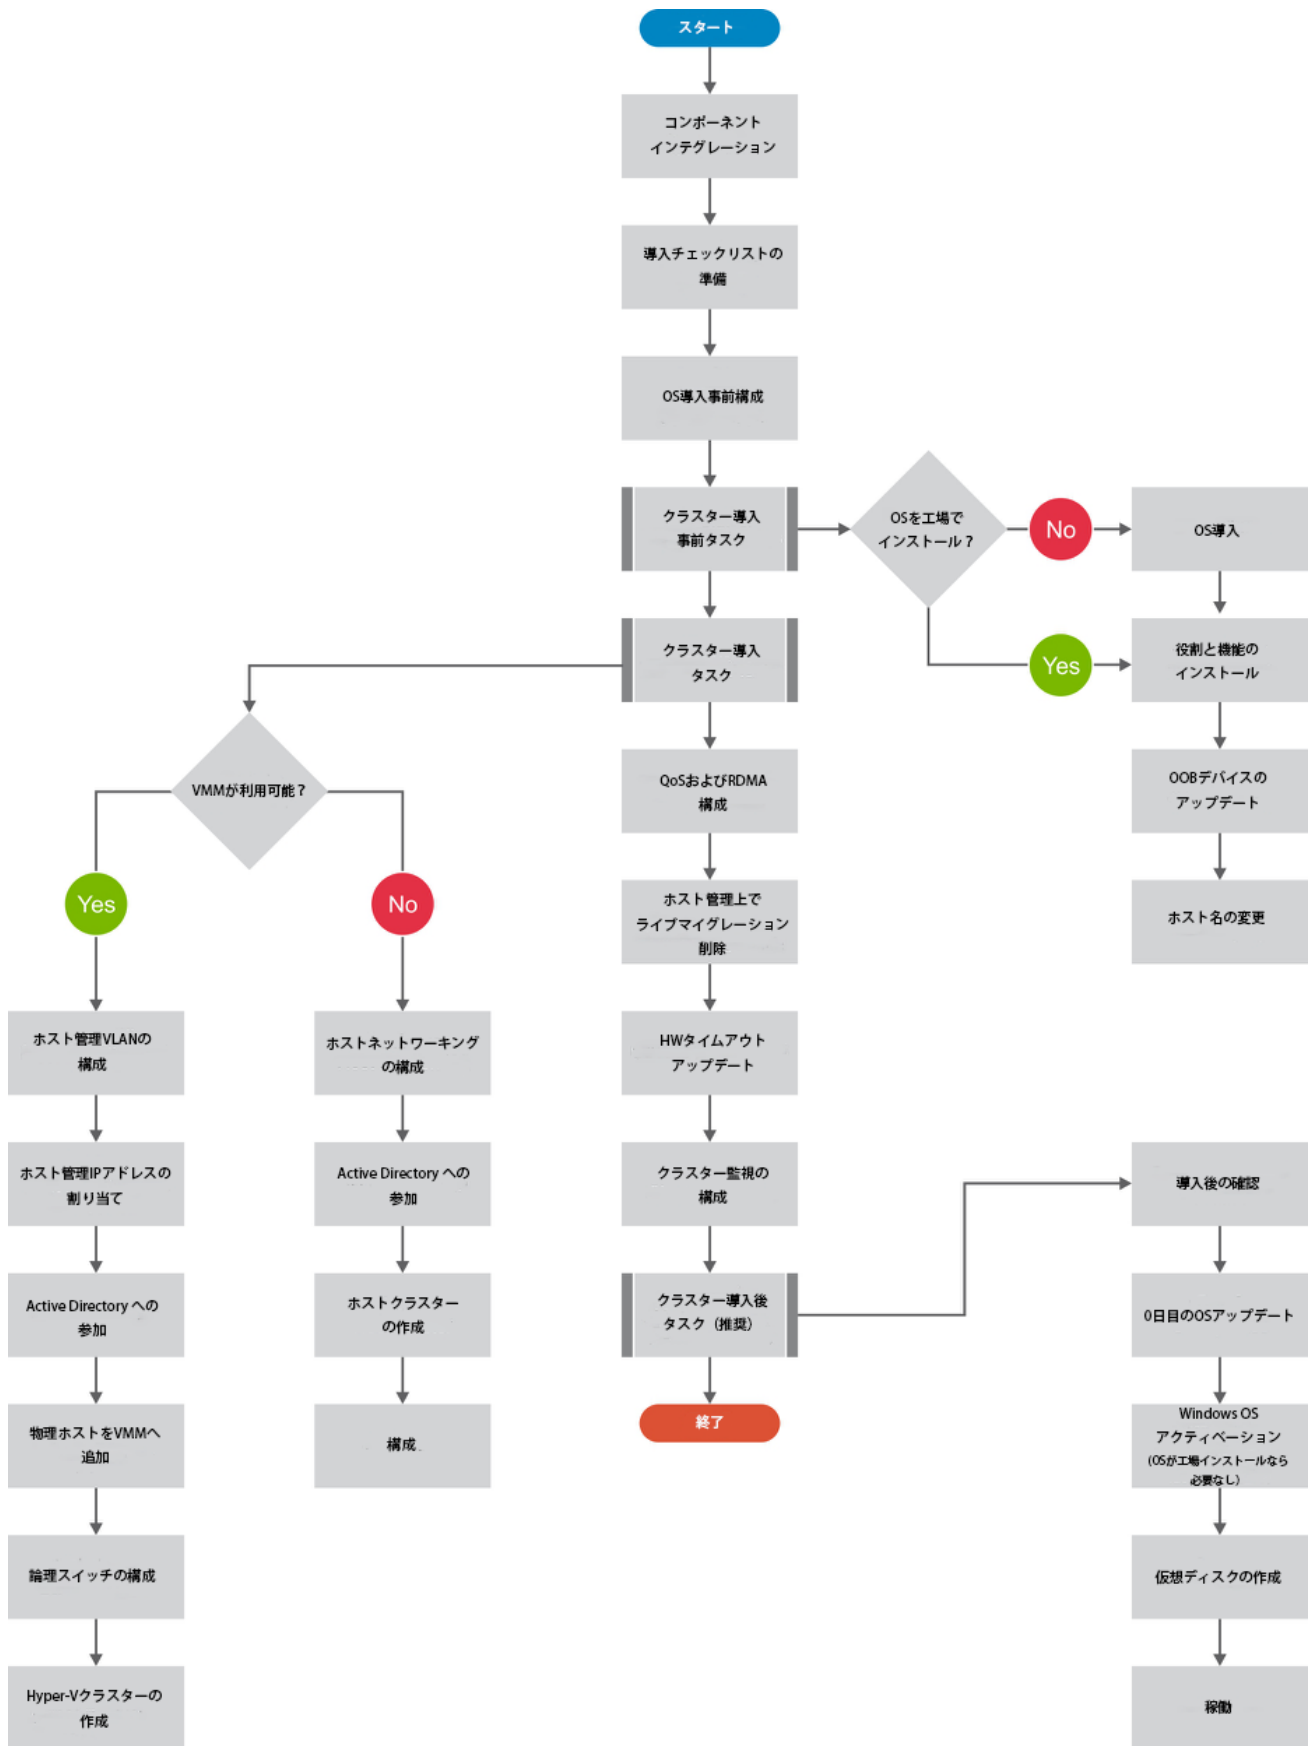 スタート
コンポーネント
インテグレーション
導入チェックリストの
準備
OS導入事前構成
クラスター導入
事前タスク
OSを工場で
インストール？
No
OS導入
クラスター導入
タスク
Yes
役割と機能の
インストール
VMMが利用可能？
QoSおよびRDMA
構成
OOBデバイスの
アップデート
Yes
No
ホスト管理上で
ライブマイグレーション
削除
ホスト名の変更
ホスト管理VLANの
構成
ホストネットワーキング
の構成
HWタイムアウト
アップデート
ホスト管理IPアドレスの
割り当て
Active Directory への
参加
クラスター監視の
構成
導入後の確認
Active Directory への
参加
ホストクラスター
の作成
クラスター導入後
タスク（推奨）
0日目のOSアップデート
物理ホストをVMMへ
追加
構成
終了
Windows OS
アクティベーション
(OSが工場インストールなら
必要なし)
論理スイッチの構成
仮想ディスクの作成
Hyper-Vクラスターの
作成
稼働